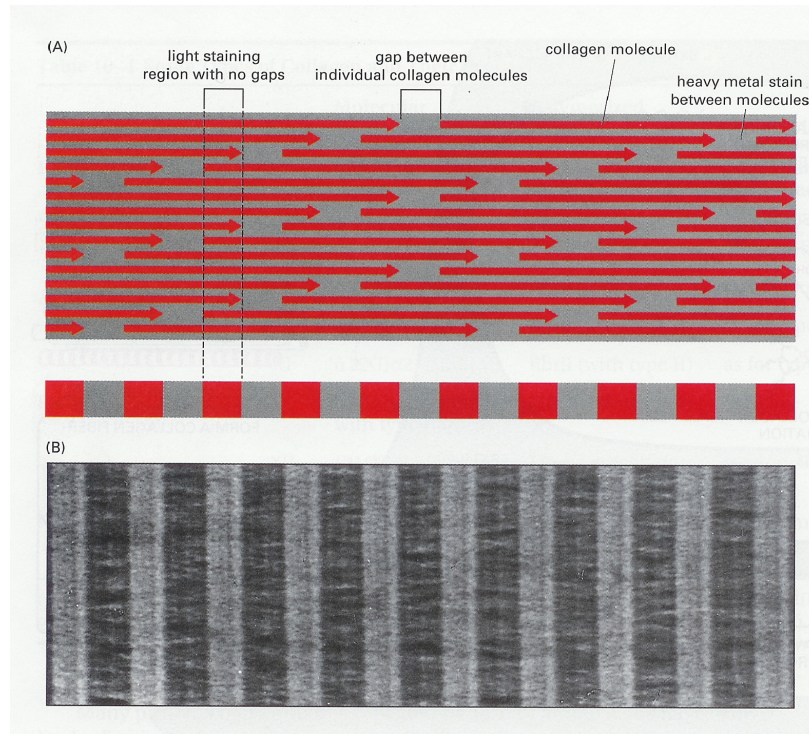 (A)
light staining
region with no gaps
gap between
individual collagen molecules
collagen molecule
heavy metal stain
between molecules
(B)